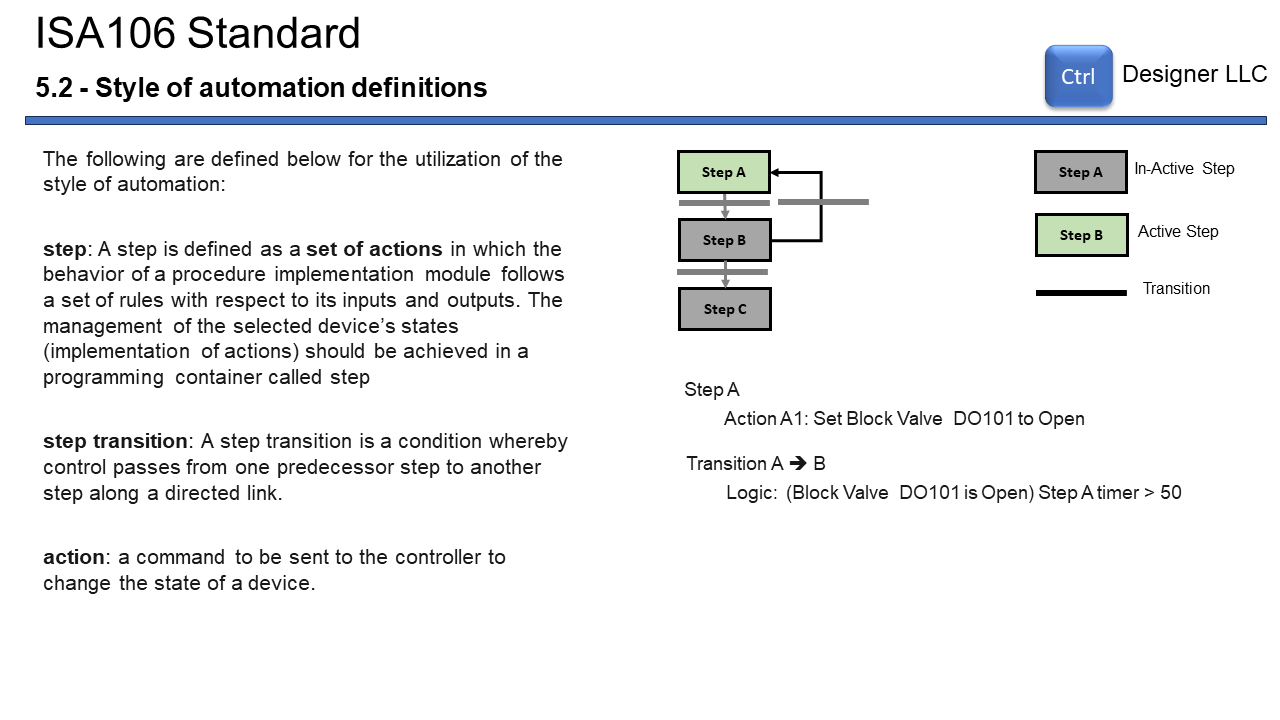 ISA106 Standard
5.2 - Style of automation definitions
Ctrl
Designer LLC
The following are defined below for the utilization of the
style of automation:
step: A step is defined as a set of actions in which the
behavior of a procedure implementation module follows
a set of rules with respect to its inputs and outputs. The
management of the selected device’s states
(implementation of actions) should be achieved in a
programming container called step
step transition: A step transition is a condition whereby
control passes from one predecessor step to another
step along a directed link.
action: a command to be sent to the controller to
change the state of a device.
Step A
Step B
Step C
Step A
In-Active Step
Step B
Active Step
Transition
Step A
Action A1: Set Block Valve DO101 to Open
Transition A ➔ B
Logic: (Block Valve DO101 is Open) Step A timer > 50